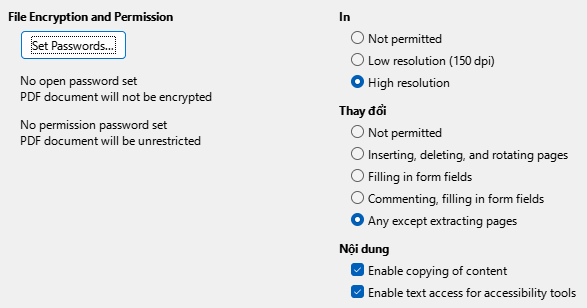 File Encryption and Permission
Set Passwords...
No open password set
PDF document will not be encrypted
No permission password set
PDF document will be unrestricted
In
Not permitted
Low resolution (150 dpi)
High resolution
Thay đổi
Not permitted
Inserting, deleting, and rotating pages
Filling in form fields
Commenting, filling in form fields
Any except extracting pages
Nội dung
Enable copying of content
Enable text access for accessibility tools